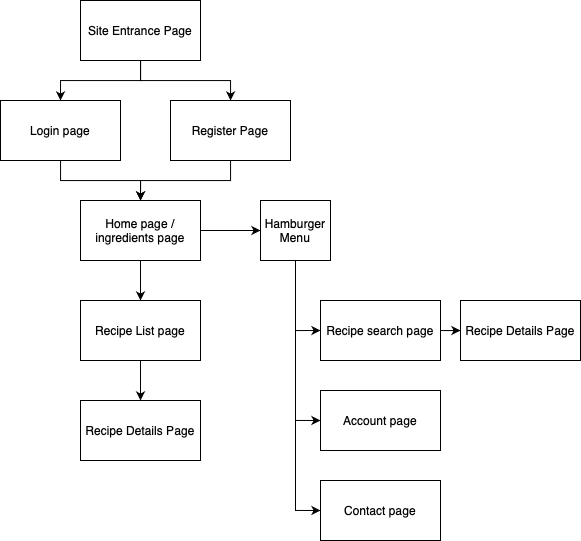 Site Entrance Page
Login page
Register Page
Home page /
ingredients page
Hamburger
Menu
Recipe List page
Recipe search page
Recipe Details Page
Recipe Details Page
Account page
Contact page